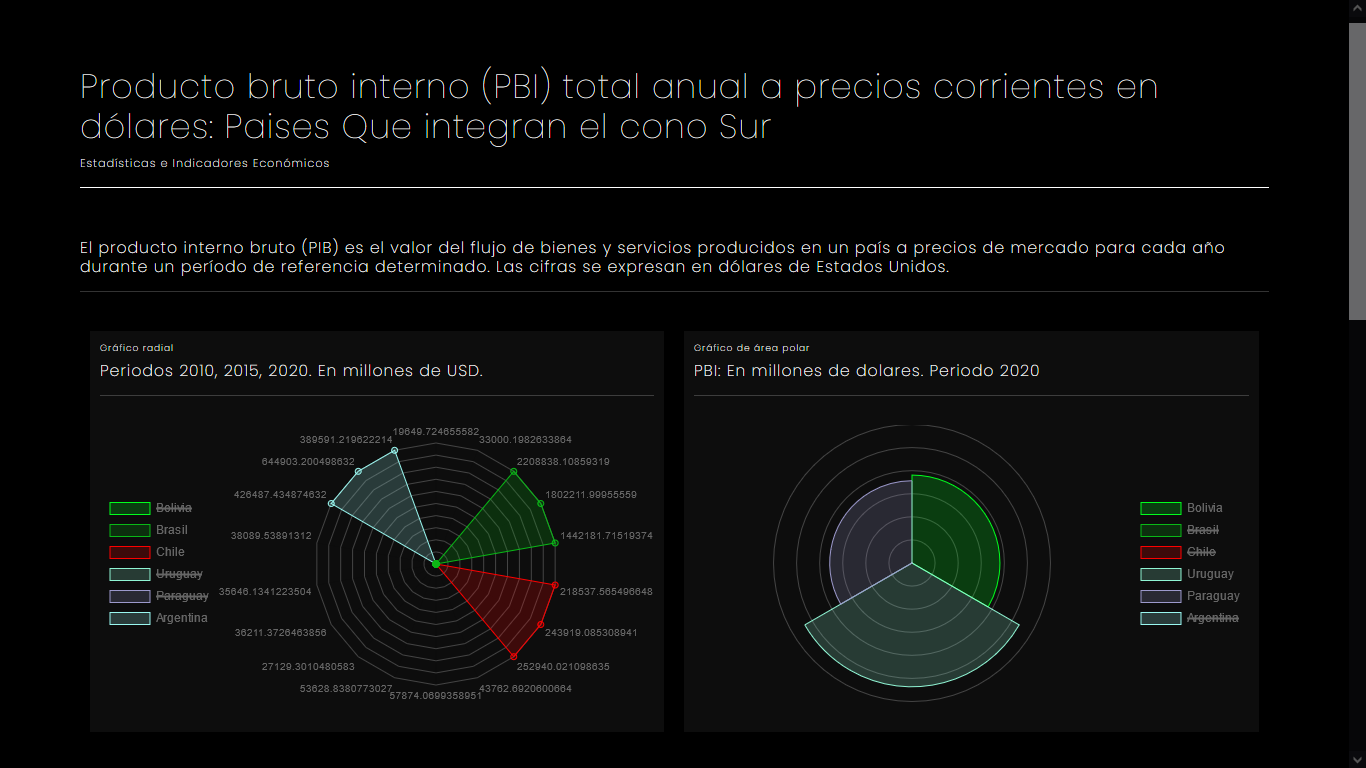 Producto bruto interno (PBI) total anual a precios corrientes en
dólares: Paises Que integran el cono Sur
Estadísticas e Indicadores Económicos
El producto interno bruto (PIB) es el valor del flujo de bienes y servicios producidos en un país a precios de mercado para cada año
durante un período de referencia determinado. Las cifras se expresan en dólares de Estados Unidos.
Gráfico radial
Periodos 2010, 2015, 2020. En millones de USD.
19649.724655582
389591.219622214
33000.1982633864
644903.200498632
2208838.10859319
426487.434874632
1802211.99955559
Bolivia
Brasil
38089.53891312
1442181.71519374
Chile
Uruguay
Paraguay
35646.1341223504
218537.565496648
Argentina
36211.3726463856
243919.085308941
27129.3010480583
252940.021098635
53628.8380773027
43762.6920600664
57874.0699358951
Gráfico de área polar
PBI: En millones de dolares. Periodo 2020
Bolivia
Brasil
Chile
Uruguay
Paraguay
Argentina